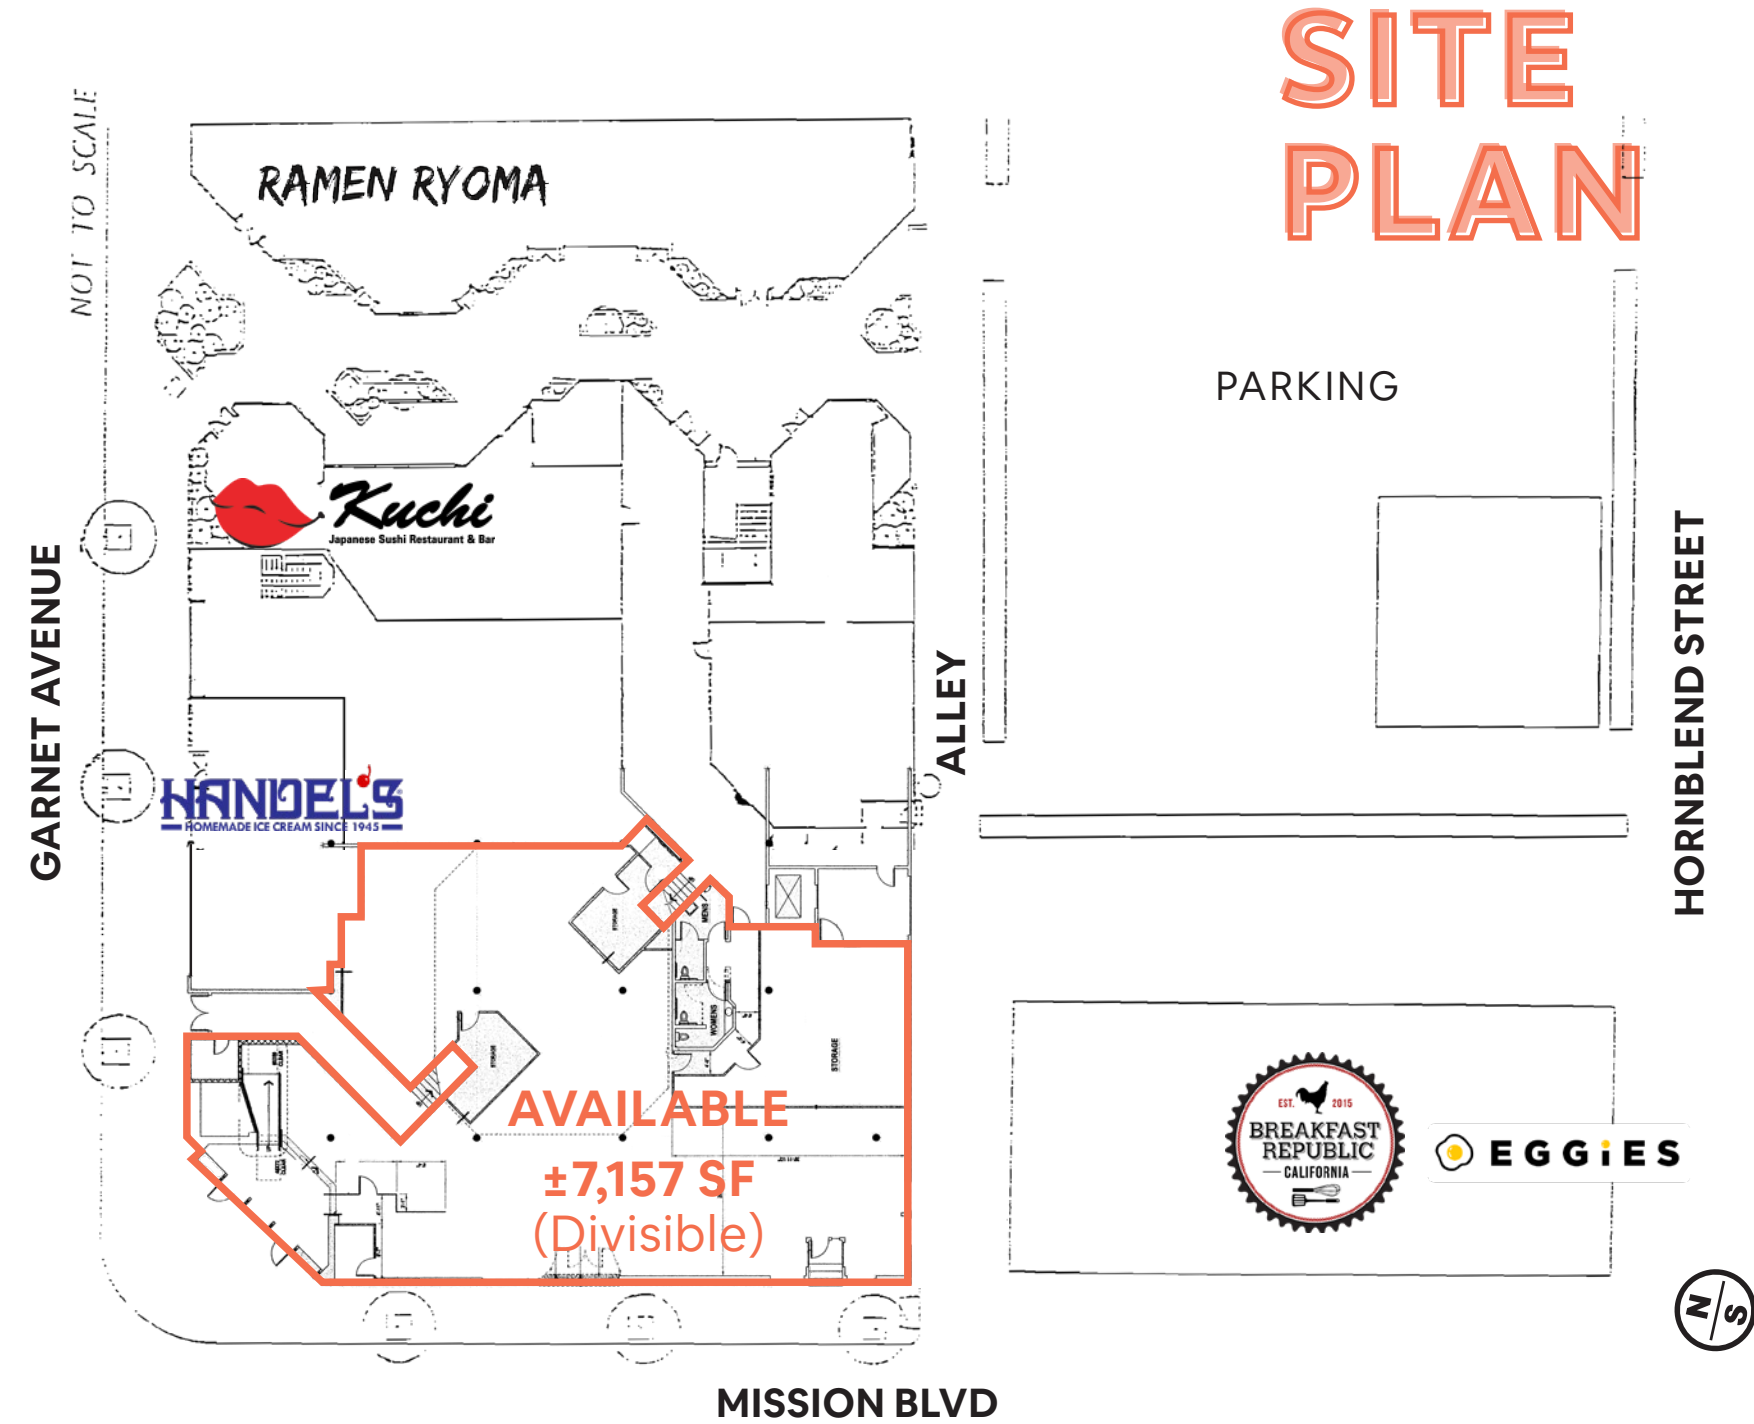 SITE
PLAN
NOT TO SCALE
RAMEN RYOMA
PARKING
Kuchi
Japanese Sushi Restaurant & Bar
GARNET AVENUE
HORNBLEND STREET
ALLEY
HANDEL'S
HOMEMADE ICE CREAM SINCE 1945
STORAGE
MENS
WOMENS
STORAGE
STORAGE
AVAILABLE
±7,157 SF
(Divisible)
EST. 2015
BREAKFAST
REPUBLIC
CALIFORNIA
EGGiES
N/S
MISSION BLVD